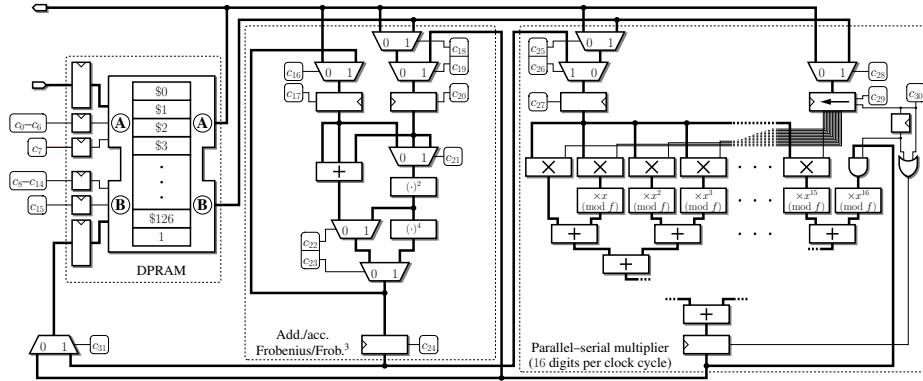 c₀–c₆
c₇
c₈–c₁₄
c₁₅
A
B
$0
$1
$2
$3
$126
1
A
B
DPRAM
0 1
c₃₁
0 1
c₁₆
c₁₇
0 1
c₁₈
0 1
c₁₉
c₂₀
+
0 1
c₂₁
(·)²
(·)⁴
0 1
c₂₂
c₂₃
0 1
c₂₄
Add./acc.
Frobenius/Frob.³
0 1
c₂₅
c₂₆
1 0
c₂₇
0 1
c₂₈
c₂₉
c₃₀
× × × × · · · ×
×x
(mod f)
×x²
(mod f)
×x³
(mod f)
· · ·
×x¹⁵
(mod f)
×x¹⁶
(mod f)
+ + · · · +
+
+
Parallel–serial multiplier
(16 digits per clock cycle)